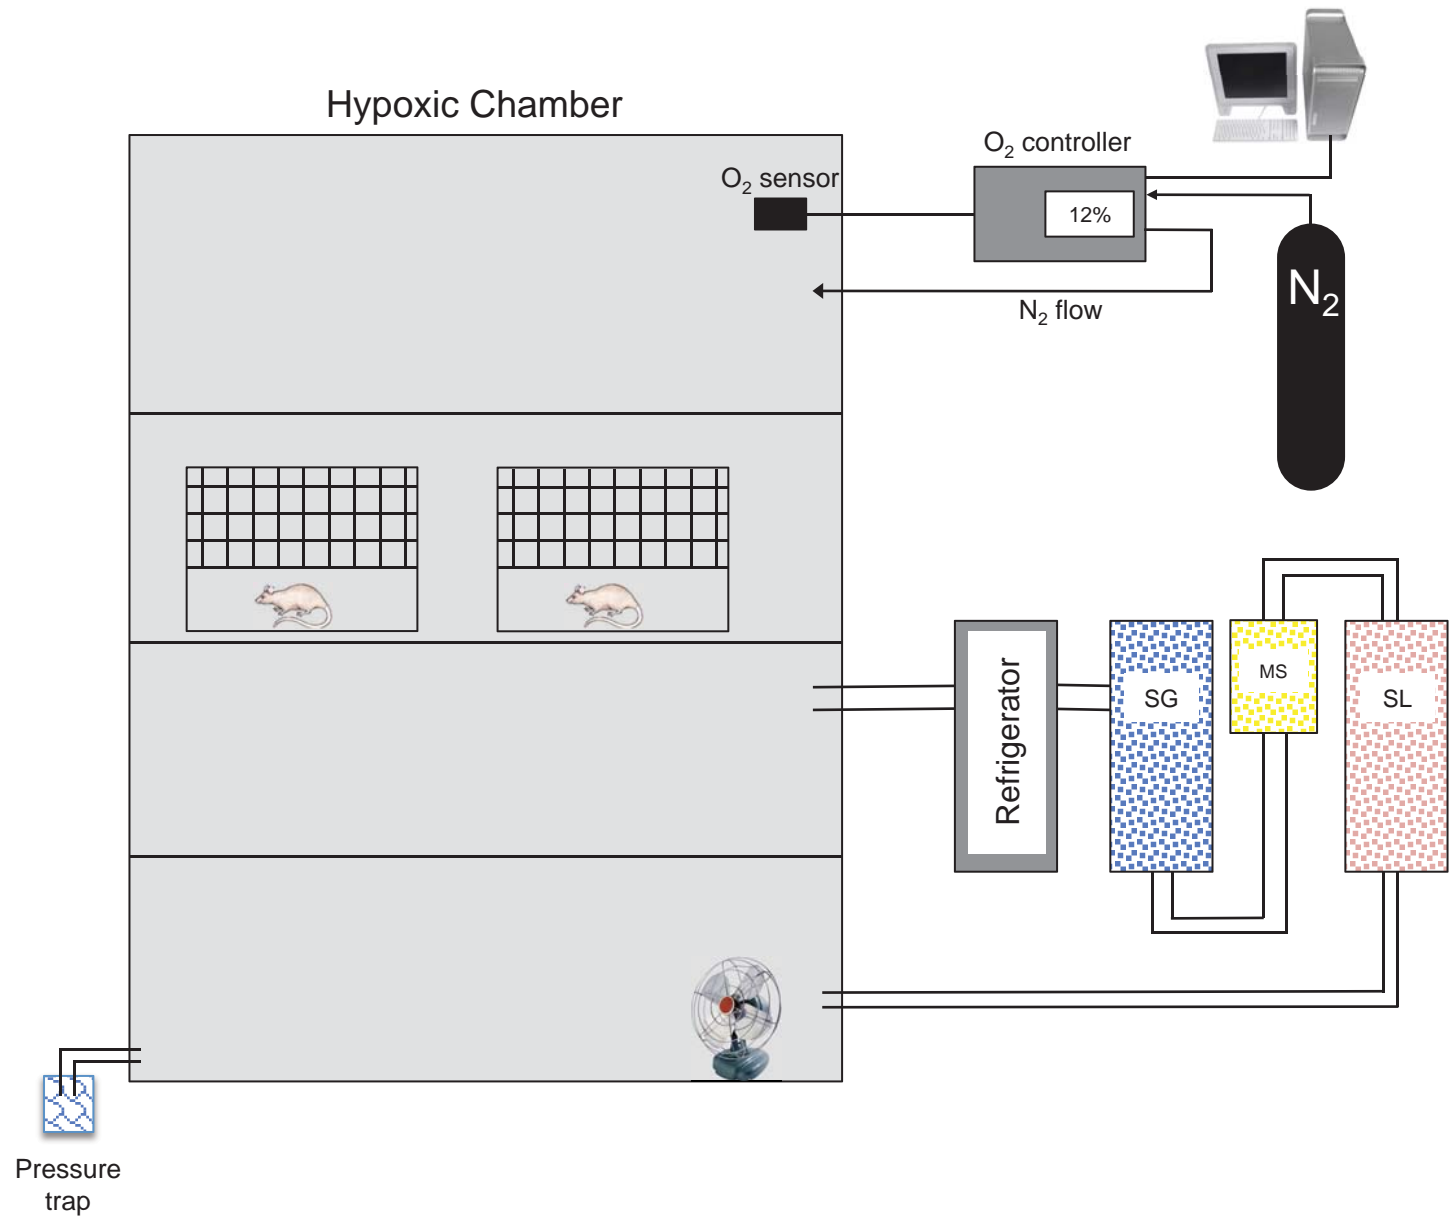 Hypoxic Chamber
O₂ controller
O₂ sensor
12%
N₂ flow
N₂
Refrigerator
SG
MS
SL
Pressure
trap